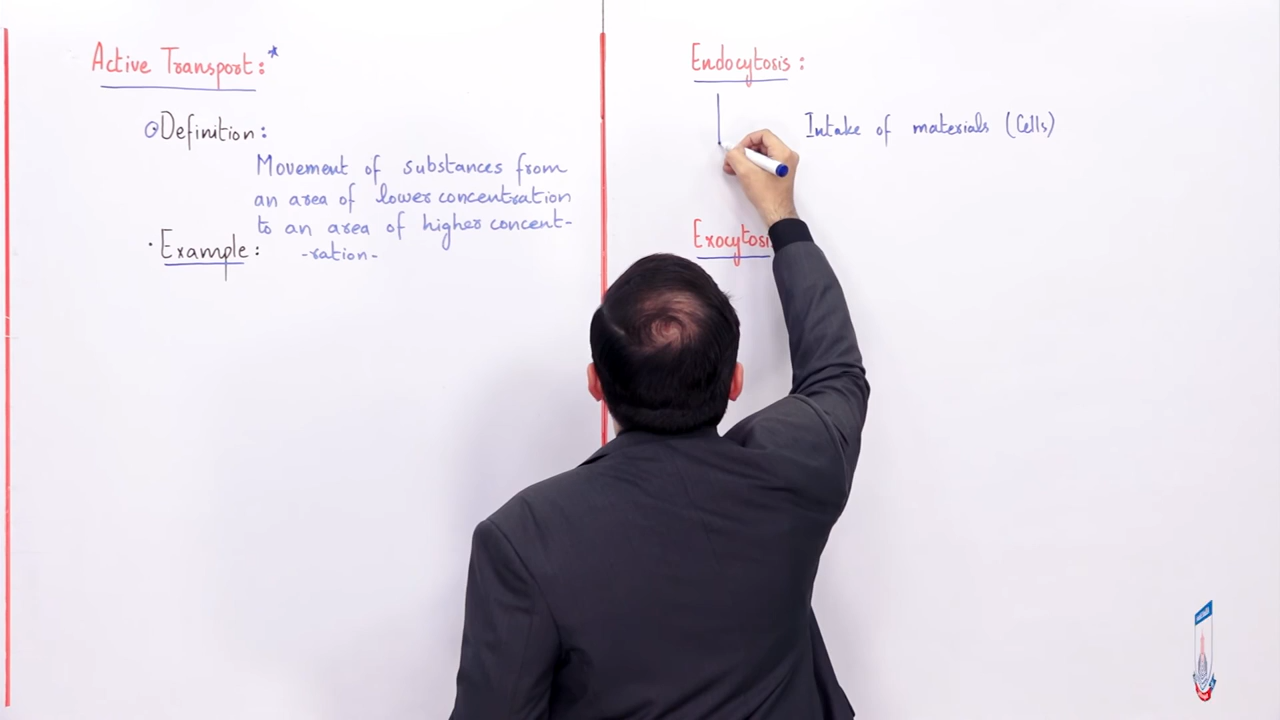 Active Transport:*
Definition:
Movement of substances from
an area of lower concentration
to an area of higher concent-
-ration-
· Example:
Endocytosis:
Intake of materials (Cells)
Exocytosi